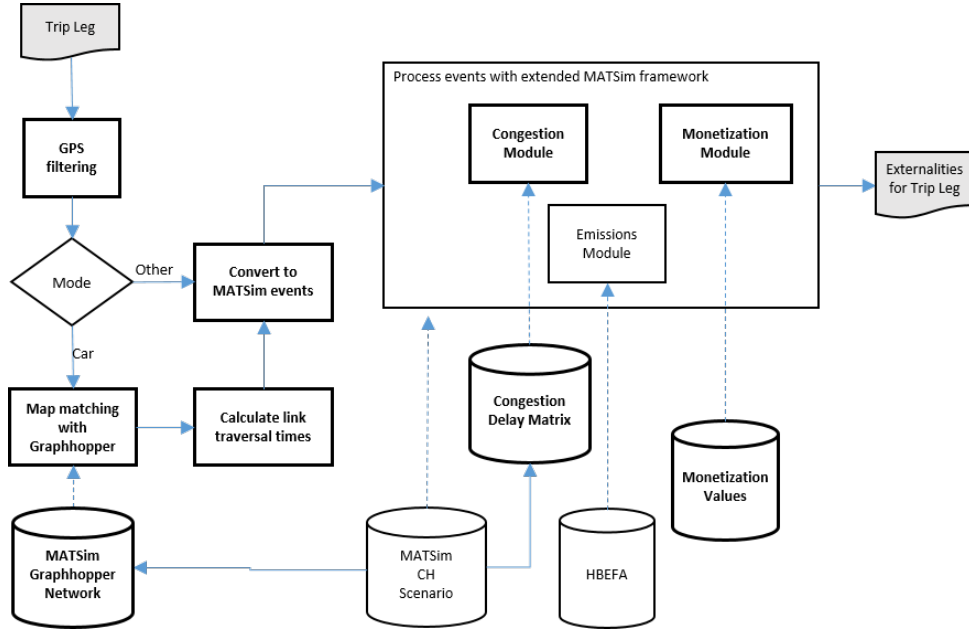 Trip Leg
GPS
filtering
Mode
Other
Car
Map matching
with
Graphhopper
Calculate link
traversal times
Convert to
MATSim events
Process events with extended MATSim framework
Congestion
Module
Monetization
Module
Emissions
Module
Externalities
for Trip Leg
Congestion
Delay Matrix
Monetization
Values
MATSim
Graphhopper
Network
MATSim
CH
Scenario
HBEFA